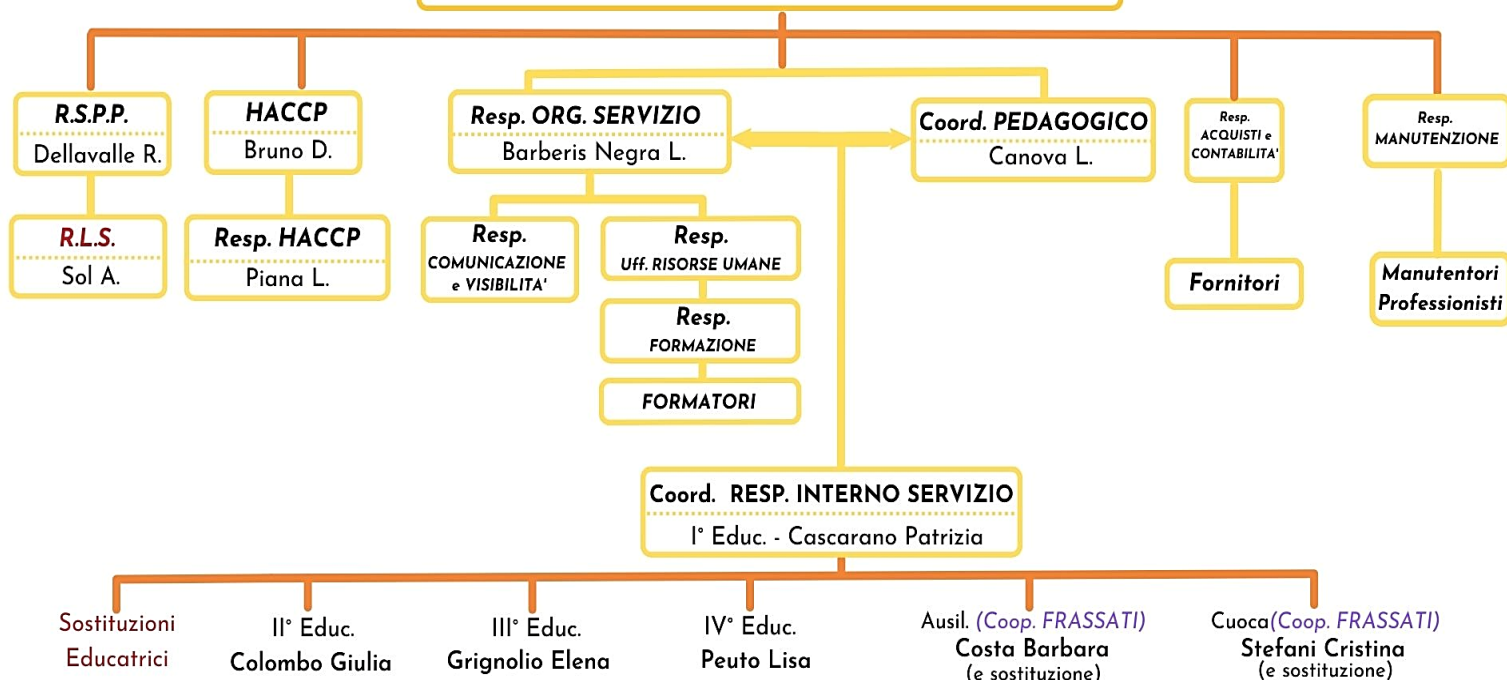 R.S.P.P.
Dellavalle R.
HACCP
Bruno D.
Resp. ORG. SERVIZIO
Barberis Negra L.
Coord. PEDAGOGICO
Canova L.
Resp.
ACQUISTI e
CONTABILITA'
Resp.
MANUTENZIONE
R.L.S.
Sol A.
Resp. HACCP
Piana L.
Resp.
COMUNICAZIONE
e VISIBILITA'
Resp.
Uff. RISORSE UMANE
Fornitori
Manutentori
Professionisti
Resp.
FORMAZIONE
FORMATORI
Coord. RESP. INTERNO SERVIZIO
I° Educ. - Cascarano Patrizia
Sostituzioni
Educatrici
II° Educ.
Colombo Giulia
III° Educ.
Grignolio Elena
IV° Educ.
Peuto Lisa
Ausil. (Coop. FRASSATI)
Costa Barbara
(e sostituzione)
Cuoca(Coop. FRASSATI)
Stefani Cristina
(e sostituzione)